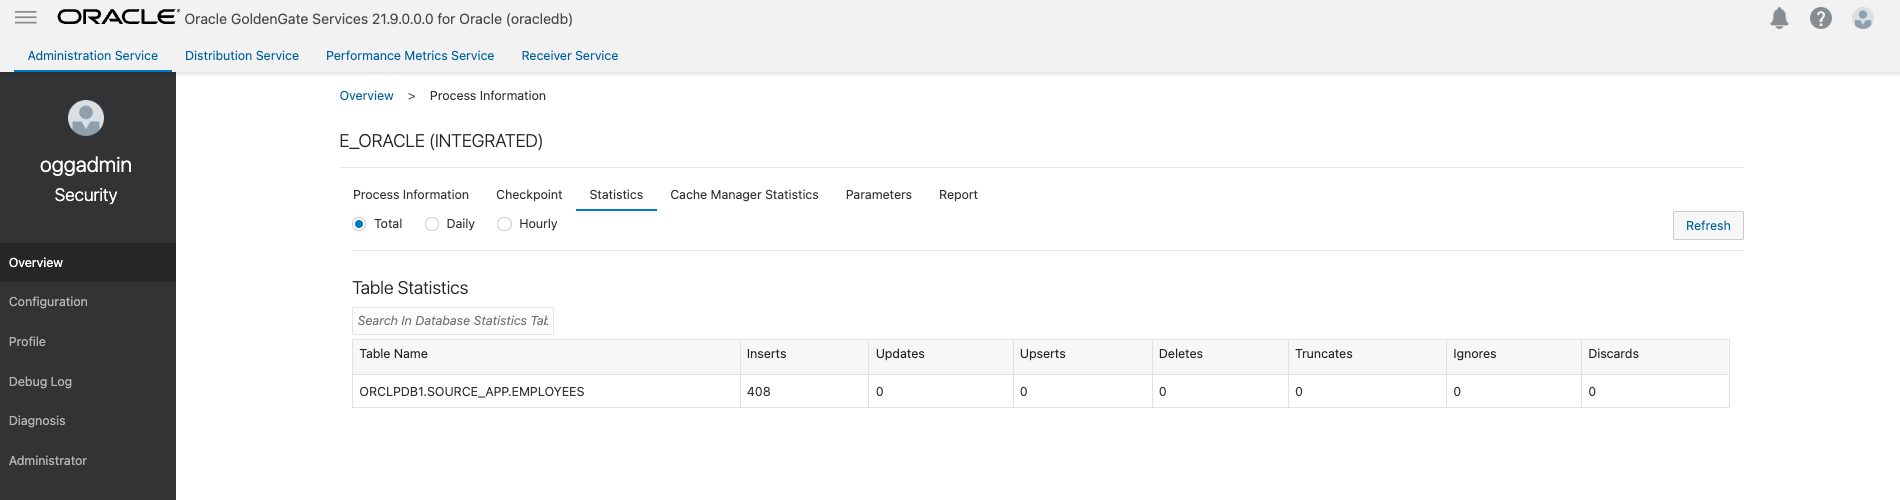 ORACLE Oracle GoldenGate Services 21.9.0.0.0 for Oracle (oracledb)
Administration Service Distribution Service Performance Metrics Service Receiver Service
oggadmin
Security
Overview
Configuration
Profile
Debug Log
Diagnosis
Administrator
Overview > Process Information
E_ORACLE (INTEGRATED)
Process Information Checkpoint Statistics Cache Manager Statistics Parameters Report
Total Daily Hourly
Refresh
Table Statistics
Search In Database Statistics Tab
Table Name Inserts Updates Upserts Deletes Truncates Ignores Discards
ORCLPDB1.SOURCE_APP.EMPLOYEES 408 0 0 0 0 0 0